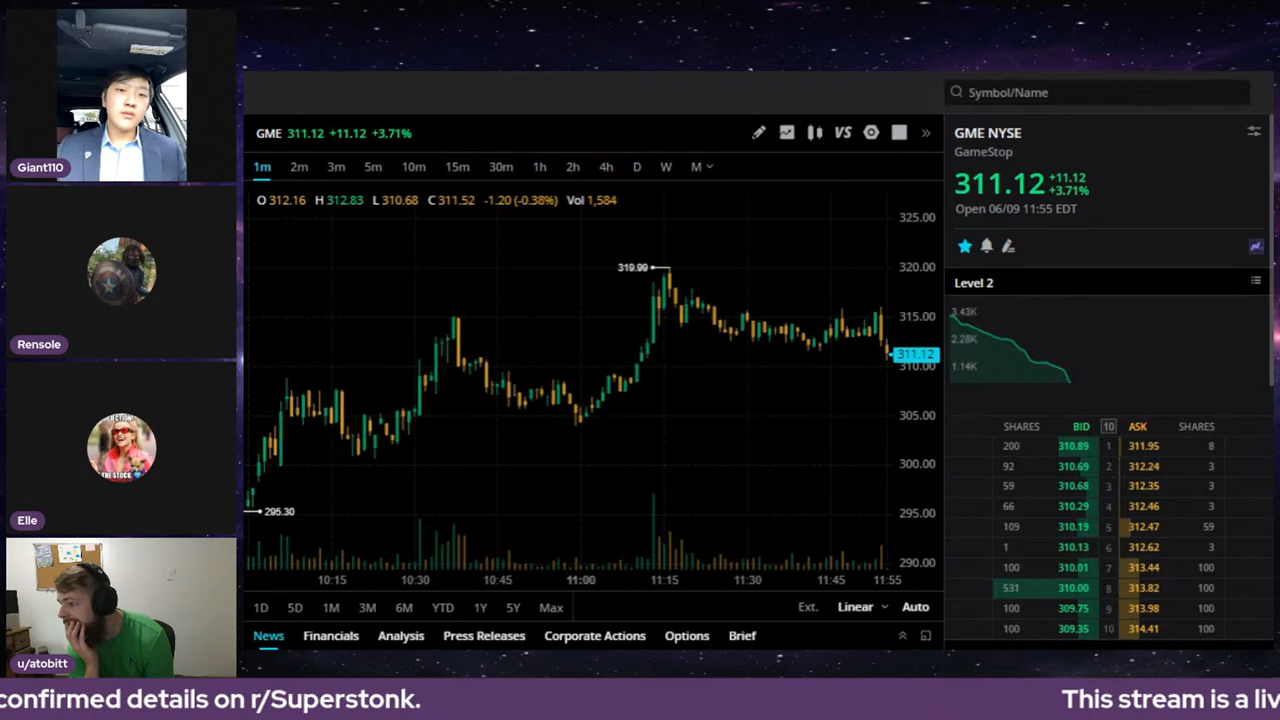 Giant110
Rensole
THE STOCK
Elle
u/atobitt
GME 311.12 +11.12 +3.71%
VS
1m 2m 3m 5m 10m 15m 30m 1h 2h 4h D W M
O 312.16 H 312.83 L 310.68 C 311.52 -1.20 (-0.38%) Vol 1,584
325.00
319.99
320.00
315.00
311.12
310.00
305.00
300.00
295.30
295.00
290.00
10:15 10:30 10:45 11:00 11:15 11:30 11:45 11:55
1D 5D 1M 3M 6M YTD 1Y 5Y Max Ext. Linear Auto
News Financials Analysis Press Releases Corporate Actions Options Brief
Symbol/Name
GME NYSE
GameStop
311.12 +11.12
+3.71%
Open 06/09 11:55 EDT
Level 2
3.43K
2.28K
1.14K
SHARES BID 10 ASK SHARES
200 310.89 1 311.95 8
92 310.69 2 312.24 3
59 310.68 3 312.35 3
66 310.29 4 312.46 3
109 310.19 5 312.47 59
1 310.13 6 312.62 3
100 310.01 7 313.44 100
531 310.00 8 313.82 100
100 309.75 9 313.98 100
100 309.35 10 314.41 100
confirmed details on r/Superstonk. This stream is a liv